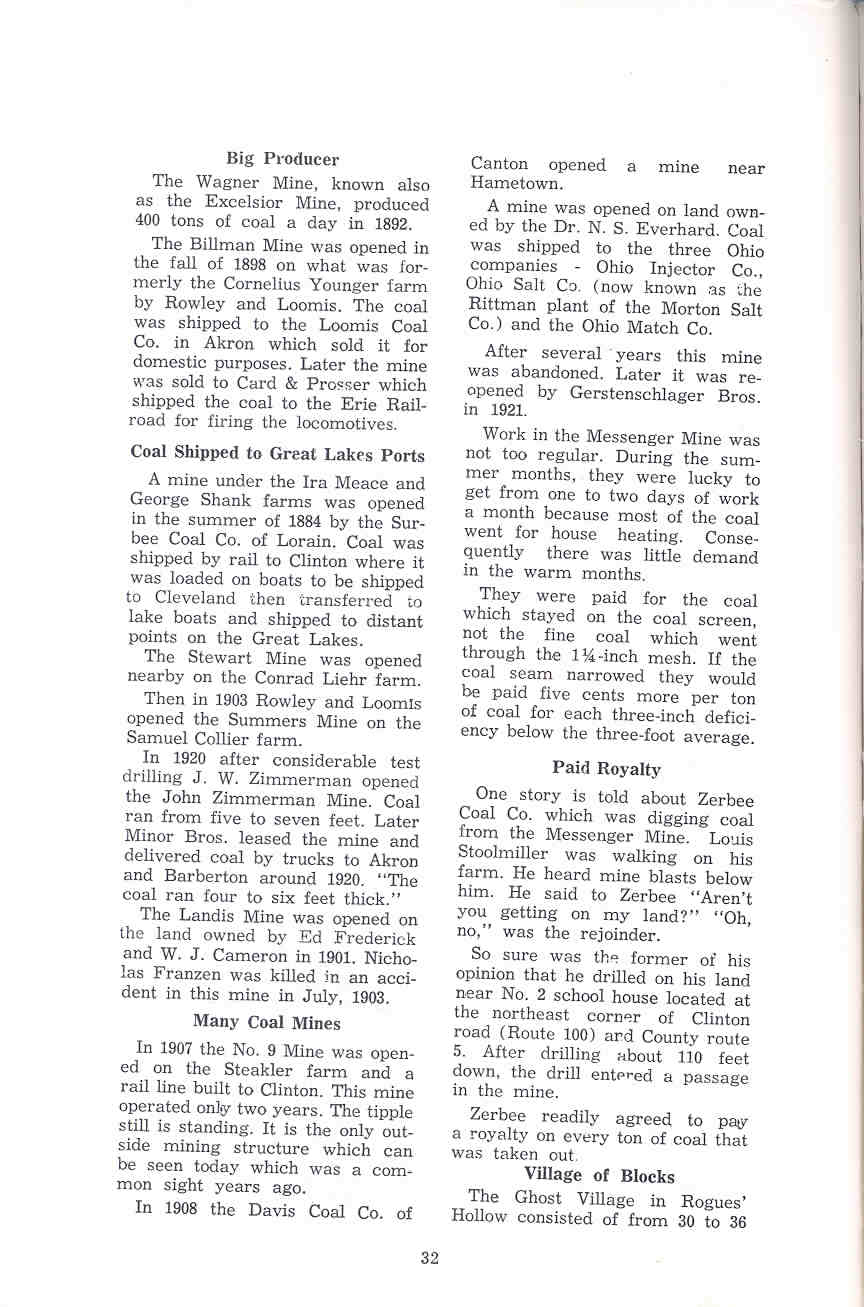 Big Producer
The Wagner Mine, known also
as the Excelsior Mine, produced
400 tons of coal a day in 1892.
The Billman Mine was opened in
the fall of 1898 on what was for-
merly the Cornelius Younger farm
by Rowley and Loomis. The coal
was shipped to the Loomis Coal
Co. in Akron which sold it for
domestic purposes. Later the mine
was sold to Card & Prosser which
shipped the coal to the Erie Rail-
road for firing the locomotives.
Coal Shipped to Great Lakes Ports
A mine under the Ira Meace and
George Shank farms was opened
in the summer of 1884 by the Sur-
bee Coal Co. of Lorain. Coal was
shipped by rail to Clinton where it
was loaded on boats to be shipped
to Cleveland then transferred to
lake boats and shipped to distant
points on the Great Lakes.
The Stewart Mine was opened
nearby on the Conrad Liehr farm.
Then in 1903 Rowley and Loomis
opened the Summers Mine on the
Samuel Collier farm.
In 1920 after considerable test
drilling J. W. Zimmerman opened
the John Zimmerman Mine. Coal
ran from five to seven feet. Later
Minor Bros. leased the mine and
delivered coal by trucks to Akron
and Barberton around 1920. “The
coal ran four to six feet thick.”
The Landis Mine was opened on
the land owned by Ed Frederick
and W. J. Cameron in 1901. Nicho-
las Franzen was killed in an acci-
dent in this mine in July, 1903.
Many Coal Mines
In 1907 the No. 9 Mine was open-
ed on the Steakler farm and a
rail line built to Clinton. This mine
operated only two years. The tipple
still is standing. It is the only out-
side mining structure which can
be seen today which was a com-
mon sight years ago.
In 1908 the Davis Coal Co. of
Canton opened a mine near
Hametown.
A mine was opened on land own-
ed by the Dr. N. S. Everhard. Coal
was shipped to the three Ohio
companies - Ohio Injector Co.,
Ohio Salt Co. (now known as the
Rittman plant of the Morton Salt
Co.) and the Ohio Match Co.
After several years this mine
was abandoned. Later it was re-
opened by Gerstenschlager Bros.
in 1921.
Work in the Messenger Mine was
not too regular. During the sum-
mer months, they were lucky to
get from one to two days of work
a month because most of the coal
went for house heating. Conse-
quently there was little demand
in the warm months.
They were paid for the coal
which stayed on the coal screen,
not the fine coal which went
through the 1¼-inch mesh. If the
coal seam narrowed they would
be paid five cents more per ton
of coal for each three-inch defici-
ency below the three-foot average.
Paid Royalty
One story is told about Zerbee
Coal Co. which was digging coal
from the Messenger Mine. Louis
Stoolmiller was walking on his
farm. He heard mine blasts below
him. He said to Zerbee “Aren’t
you getting on my land?” “Oh,
no,” was the rejoinder.
So sure was the former of his
opinion that he drilled on his land
near No. 2 school house located at
the northeast corner of Clinton
road (Route 100) and County route
5. After drilling about 110 feet
down, the drill entered a passage
in the mine.
Zerbee readily agreed to pay
a royalty on every ton of coal that
was taken out.
Village of Blocks
The Ghost Village in Rogues’
Hollow consisted of from 30 to 36
32